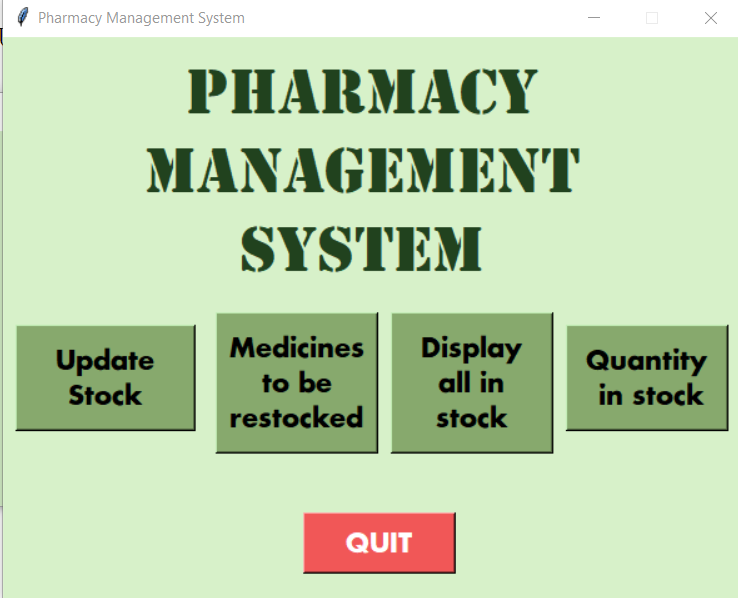 Pharmacy Management System
PHARMACY
MANAGEMENT
SYSTEM
Update
Stock
Medicines
to be
restocked
Display
all in
stock
Quantity
in stock
QUIT